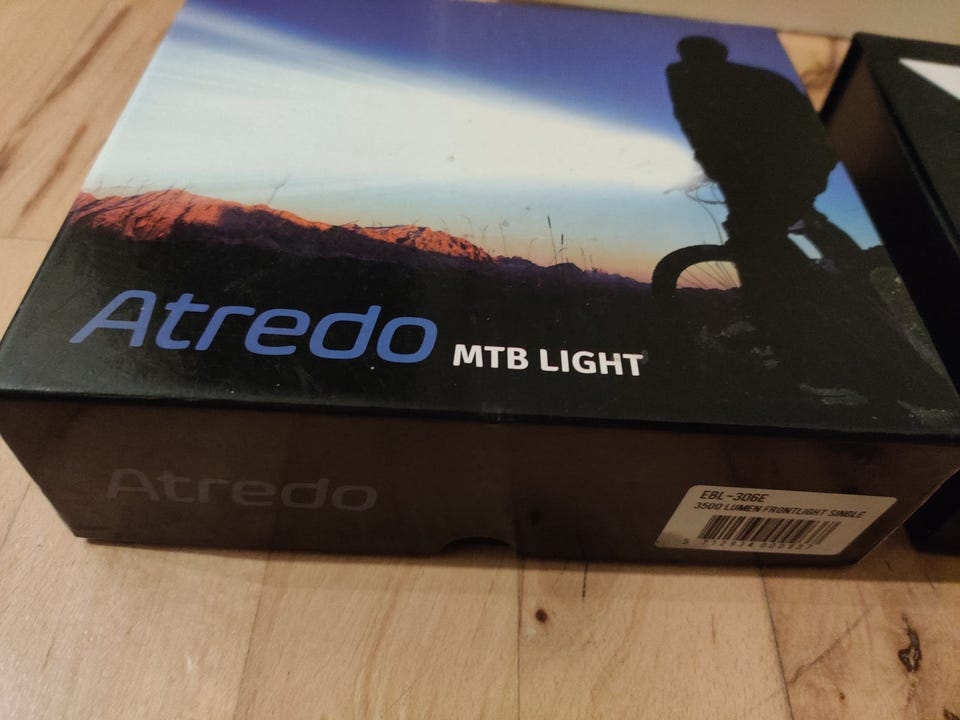 Atredo MTB LIGHT
Atredo
EBL-306E
3500 LUMEN FRONTLIGHT SINGLE